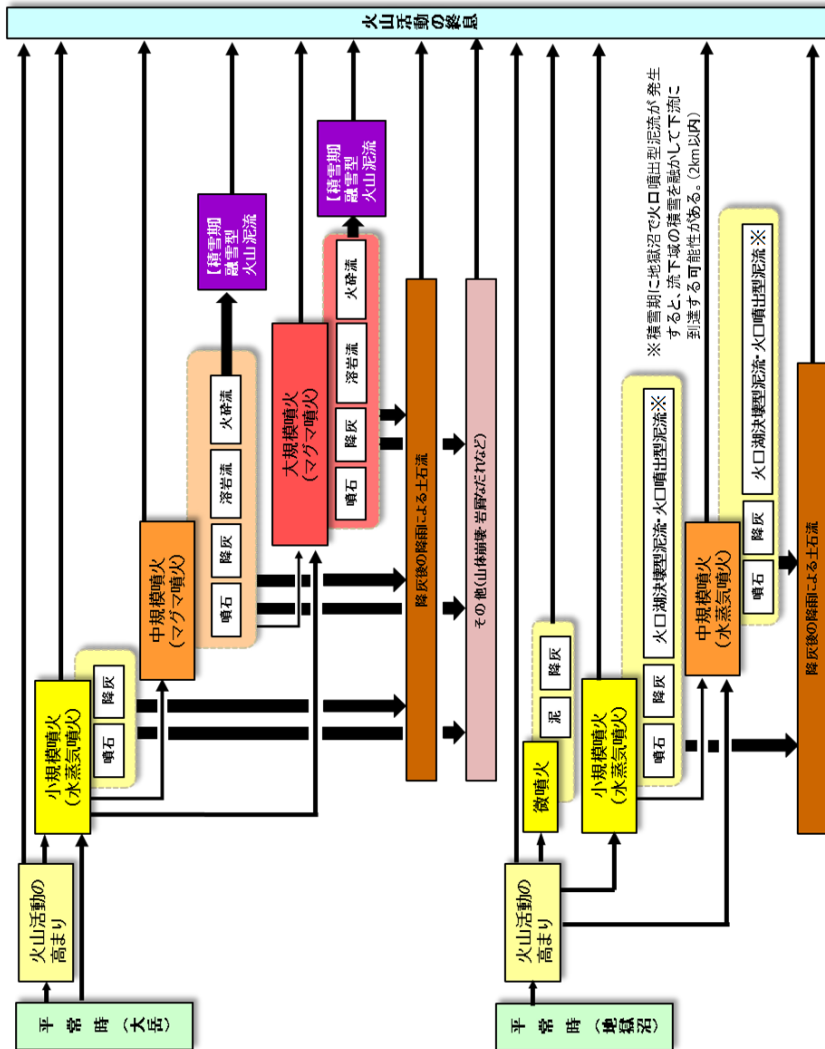 平常時（大岳）
火山活動の
高まり
小規模噴火
（水蒸気噴火）
噴石
降灰
中規模噴火
（マグマ噴火）
噴石
降灰
溶岩流
火砕流
【積雪期】
融雪型
火山泥流
大規模噴火
（マグマ噴火）
噴石
降灰
溶岩流
火砕流
【積雪期】
融雪型
火山泥流
降灰後の降雨による土石流
その他（山体崩壊・岩屑なだれなど）
火山活動の終息
平常時（地獄沼）
火山活動の
高まり
微噴火
泥
降灰
小規模噴火
（水蒸気噴火）
噴石
降灰
火口湖決壊型泥流・火口噴出型泥流※
中規模噴火
（水蒸気噴火）
噴石
降灰
火口湖決壊型泥流・火口噴出型泥流※
※積雪期に地獄沼で火口噴出型泥流が発生
すると、流下域の積雪を融かして下流に
到達する可能性がある。（2km以内）
降灰後の降雨による土石流